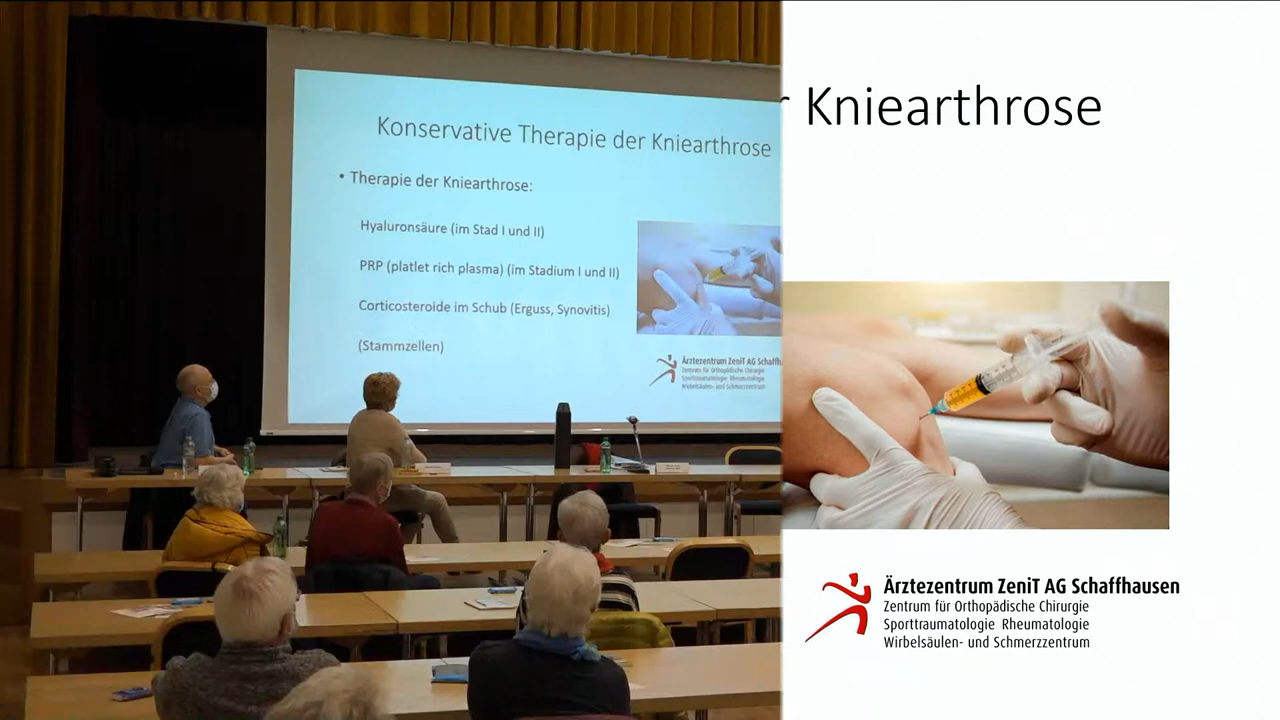 Konservative Therapie der Kniearthrose
• Therapie der Kniearthrose:
Hyaluronsäure (im Stad I und II)
PRP (platlet rich plasma) (im Stadium I und II)
Corticosteroide im Schub (Erguss, Synovitis)
(Stammzellen)
Ärztezentrum ZeniT AG Schaffh
Zentrum für Orthopädische Chirurgie
Sporttraumatologie Rheumatologie
Wirbelsäulen- und Schmerzzentrum
r Kniearthrose
Ärztezentrum ZeniT AG Schaffhausen
Zentrum für Orthopädische Chirurgie
Sporttraumatologie Rheumatologie
Wirbelsäulen- und Schmerzzentrum